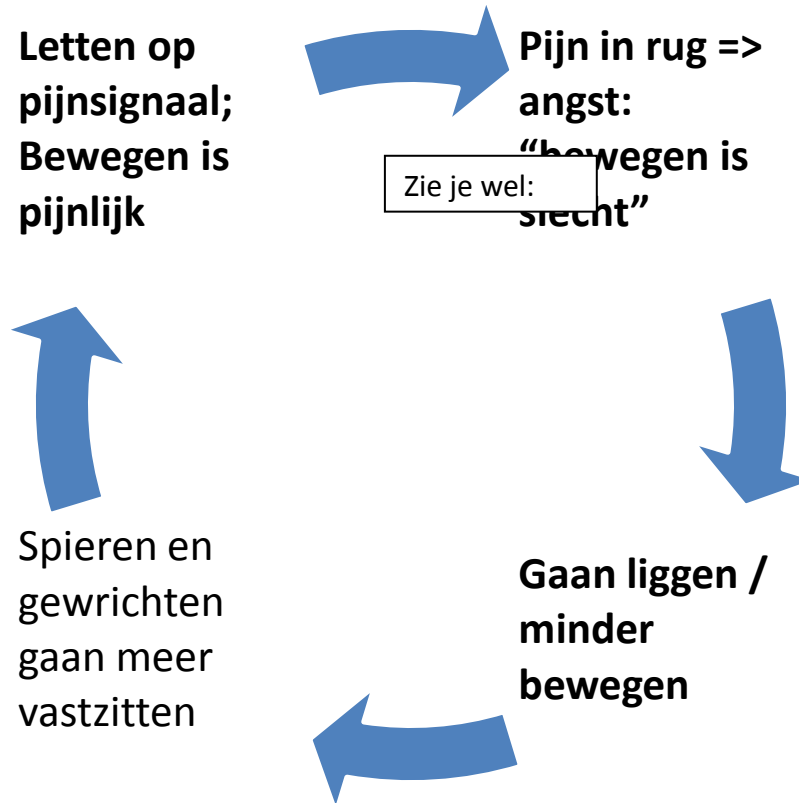 Letten op
pijnsignaal;
Bewegen is
pijnlijk
Pijn in rug =>
angst:
“bewegen is
slecht”
Zie je wel:
Gaan liggen /
minder
bewegen
Spieren en
gewrichten
gaan meer
vastzitten